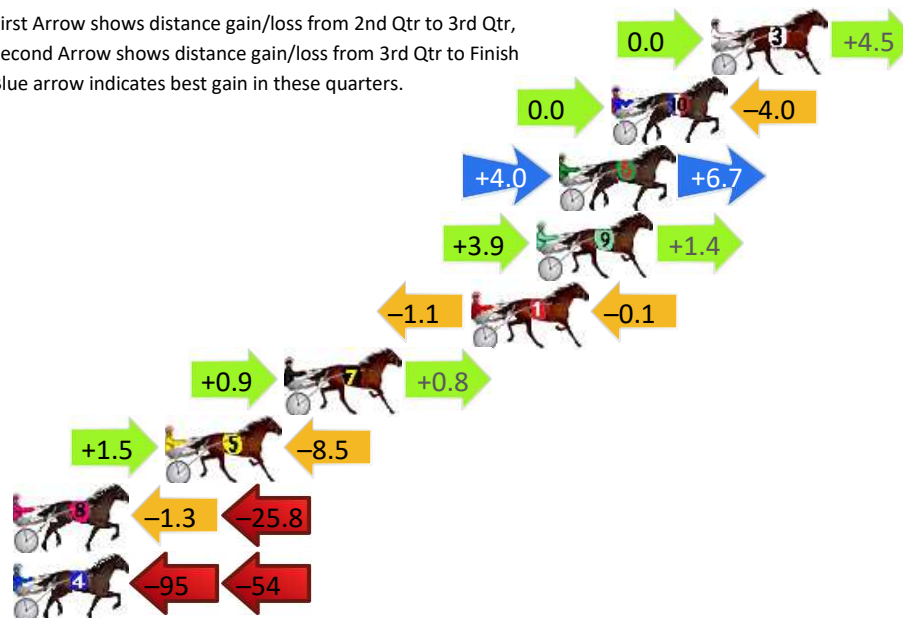 irst Arrow shows distance gain/loss from 2nd Qtr to 3rd Qtr,
econd Arrow shows distance gain/loss from 3rd Qtr to Finish
Blue arrow indicates best gain in these quarters.
0.0 3 +4.5
0.0 10 –4.0
+4.0 +6.7
+3.9 9 +1.4
–1.1 1 –0.1
+0.9 7 +0.8
+1.5 5 –8.5
8 –1.3 –25.8
4 –95 –54